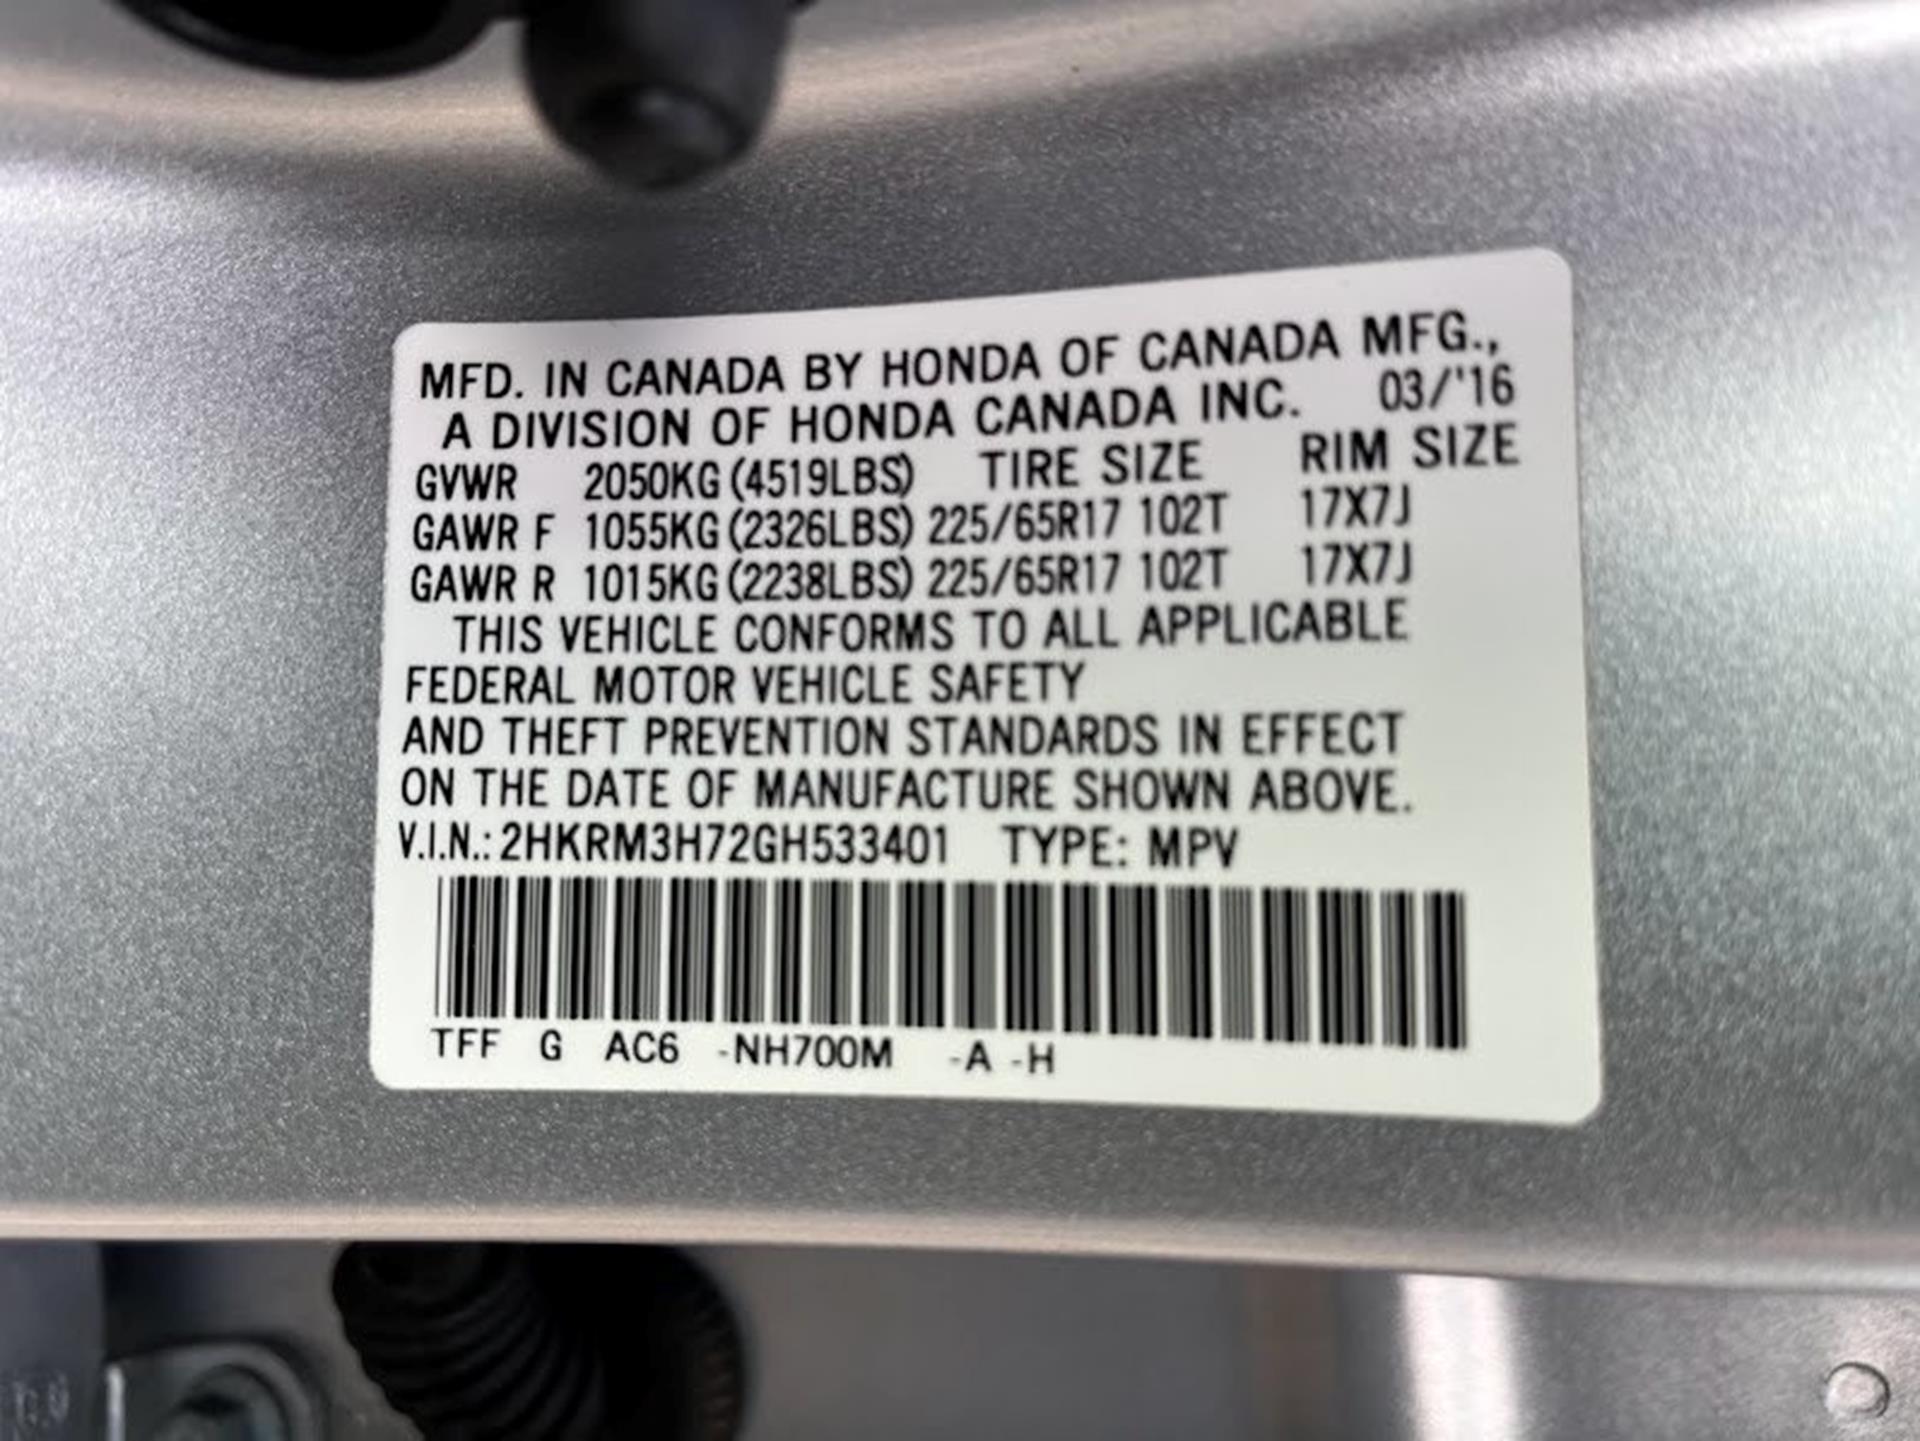 MFD. IN CANADA BY HONDA OF CANADA MFG.,
A DIVISION OF HONDA CANADA INC. 03/'16
GVWR 2050KG (4519LBS) TIRE SIZE RIM SIZE
GAWR F 1055KG (2326LBS) 225/65R17 102T 17X7J
GAWR R 1015KG (2238LBS) 225/65R17 102T 17X7J
THIS VEHICLE CONFORMS TO ALL APPLICABLE
FEDERAL MOTOR VEHICLE SAFETY
AND THEFT PREVENTION STANDARDS IN EFFECT
ON THE DATE OF MANUFACTURE SHOWN ABOVE.
V.I.N.: 2HKRM3H72GH533401 TYPE: MPV
TFF G AC6 -NH700M -A -H